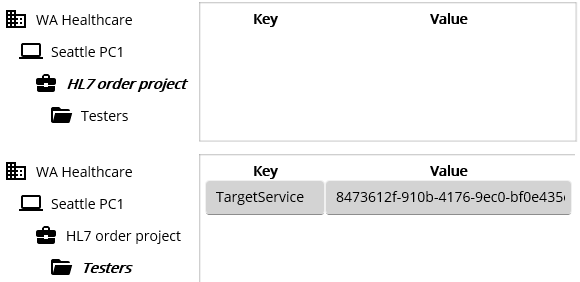 WA Healthcare
Key Value
Seattle PC1
HL7 order project
Testers
WA Healthcare
Key Value
Seattle PC1
TargetService 8473612f-910b-4176-9ec0-bf0e435
HL7 order project
Testers